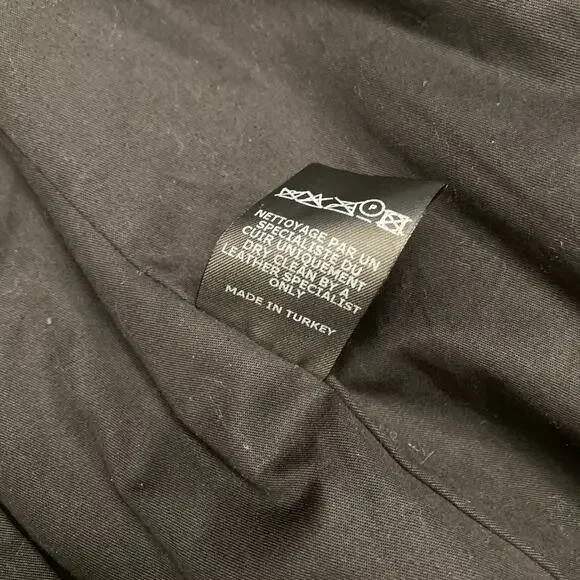 P
NETTOYAGE PAR UN
SPECIALISTE DU
CUIR UNIQUEMENT
DRY CLEAN BY A
LEATHER SPECIALIST
ONLY
MADE IN TURKEY